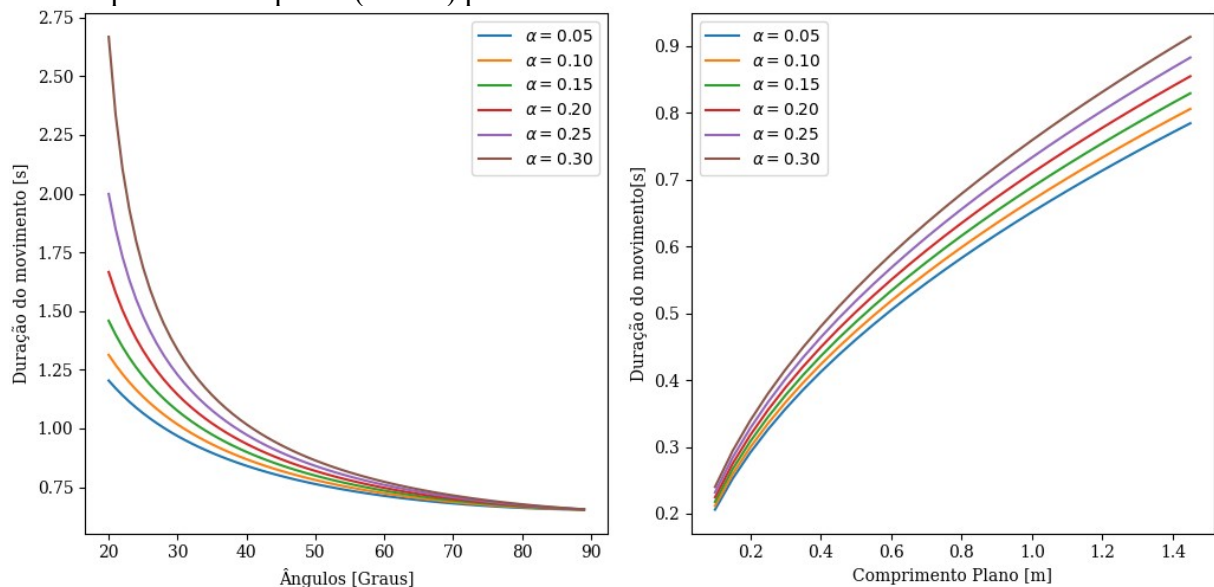 2.75
2.50
2.25
2.00
1.75
1.50
1.25
1.00
0.75
Duração do movimento [s]
20 30 40 50 60 70 80 90
Ângulos [Graus]
α = 0.05
α = 0.10
α = 0.15
α = 0.20
α = 0.25
α = 0.30
0.9
0.8
0.7
0.6
0.5
0.4
0.3
0.2
Duração do movimento[s]
0.2 0.4 0.6 0.8 1.0 1.2 1.4
Comprimento Plano [m]
α = 0.05
α = 0.10
α = 0.15
α = 0.20
α = 0.25
α = 0.30